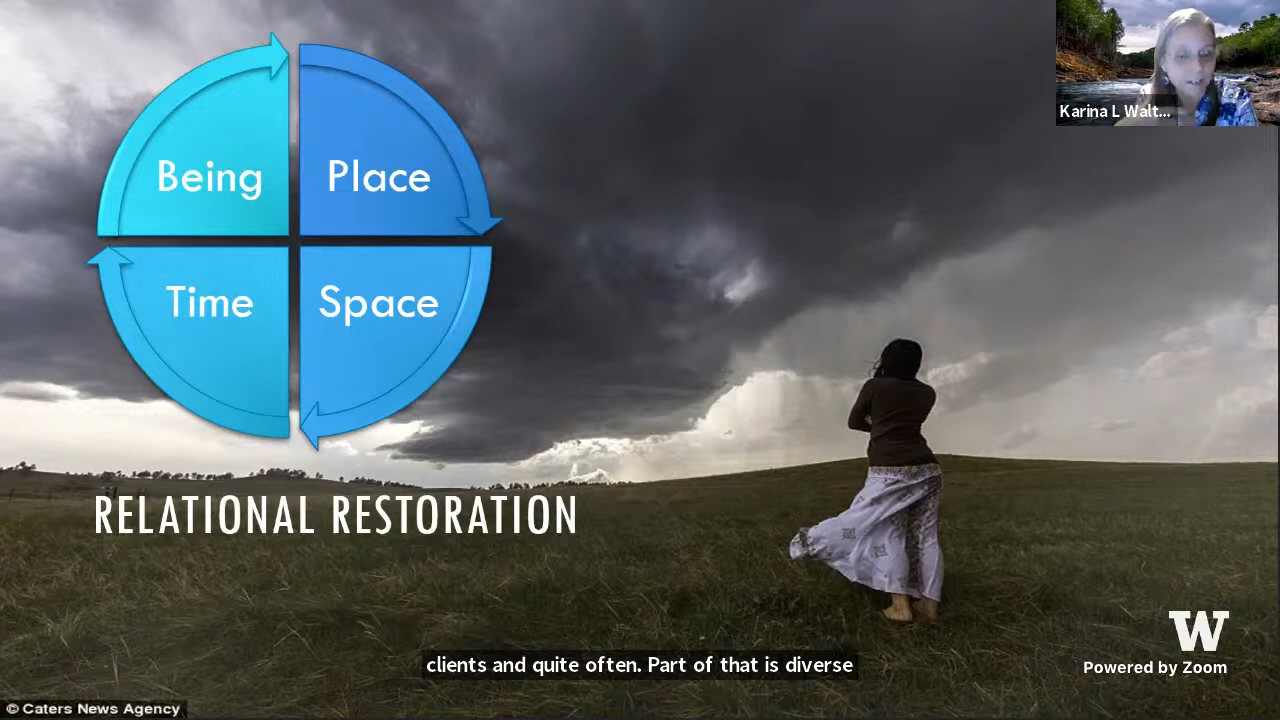 Karina L Walt...
Being
Place
Time
Space
RELATIONAL RESTORATION
W
Powered by Zoom
clients and quite often. Part of that is diverse
© Caters News Agency